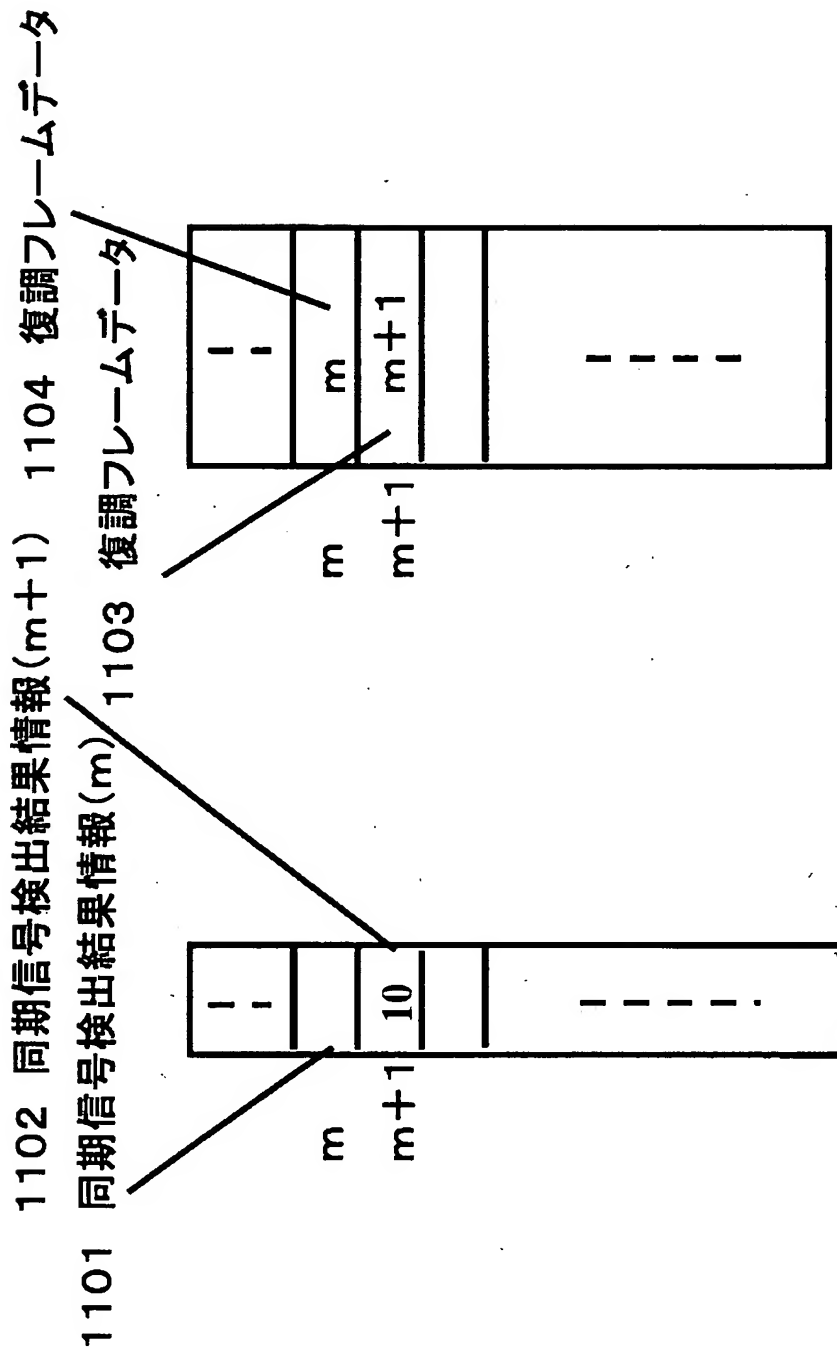 1102 同期信号検出結果情報(m+1)
1101 同期信号検出結果情報(m)
m
m+1
10
1104 復調フレームデータ
1103 復調フレームデータ
m
m+1
m
m+1